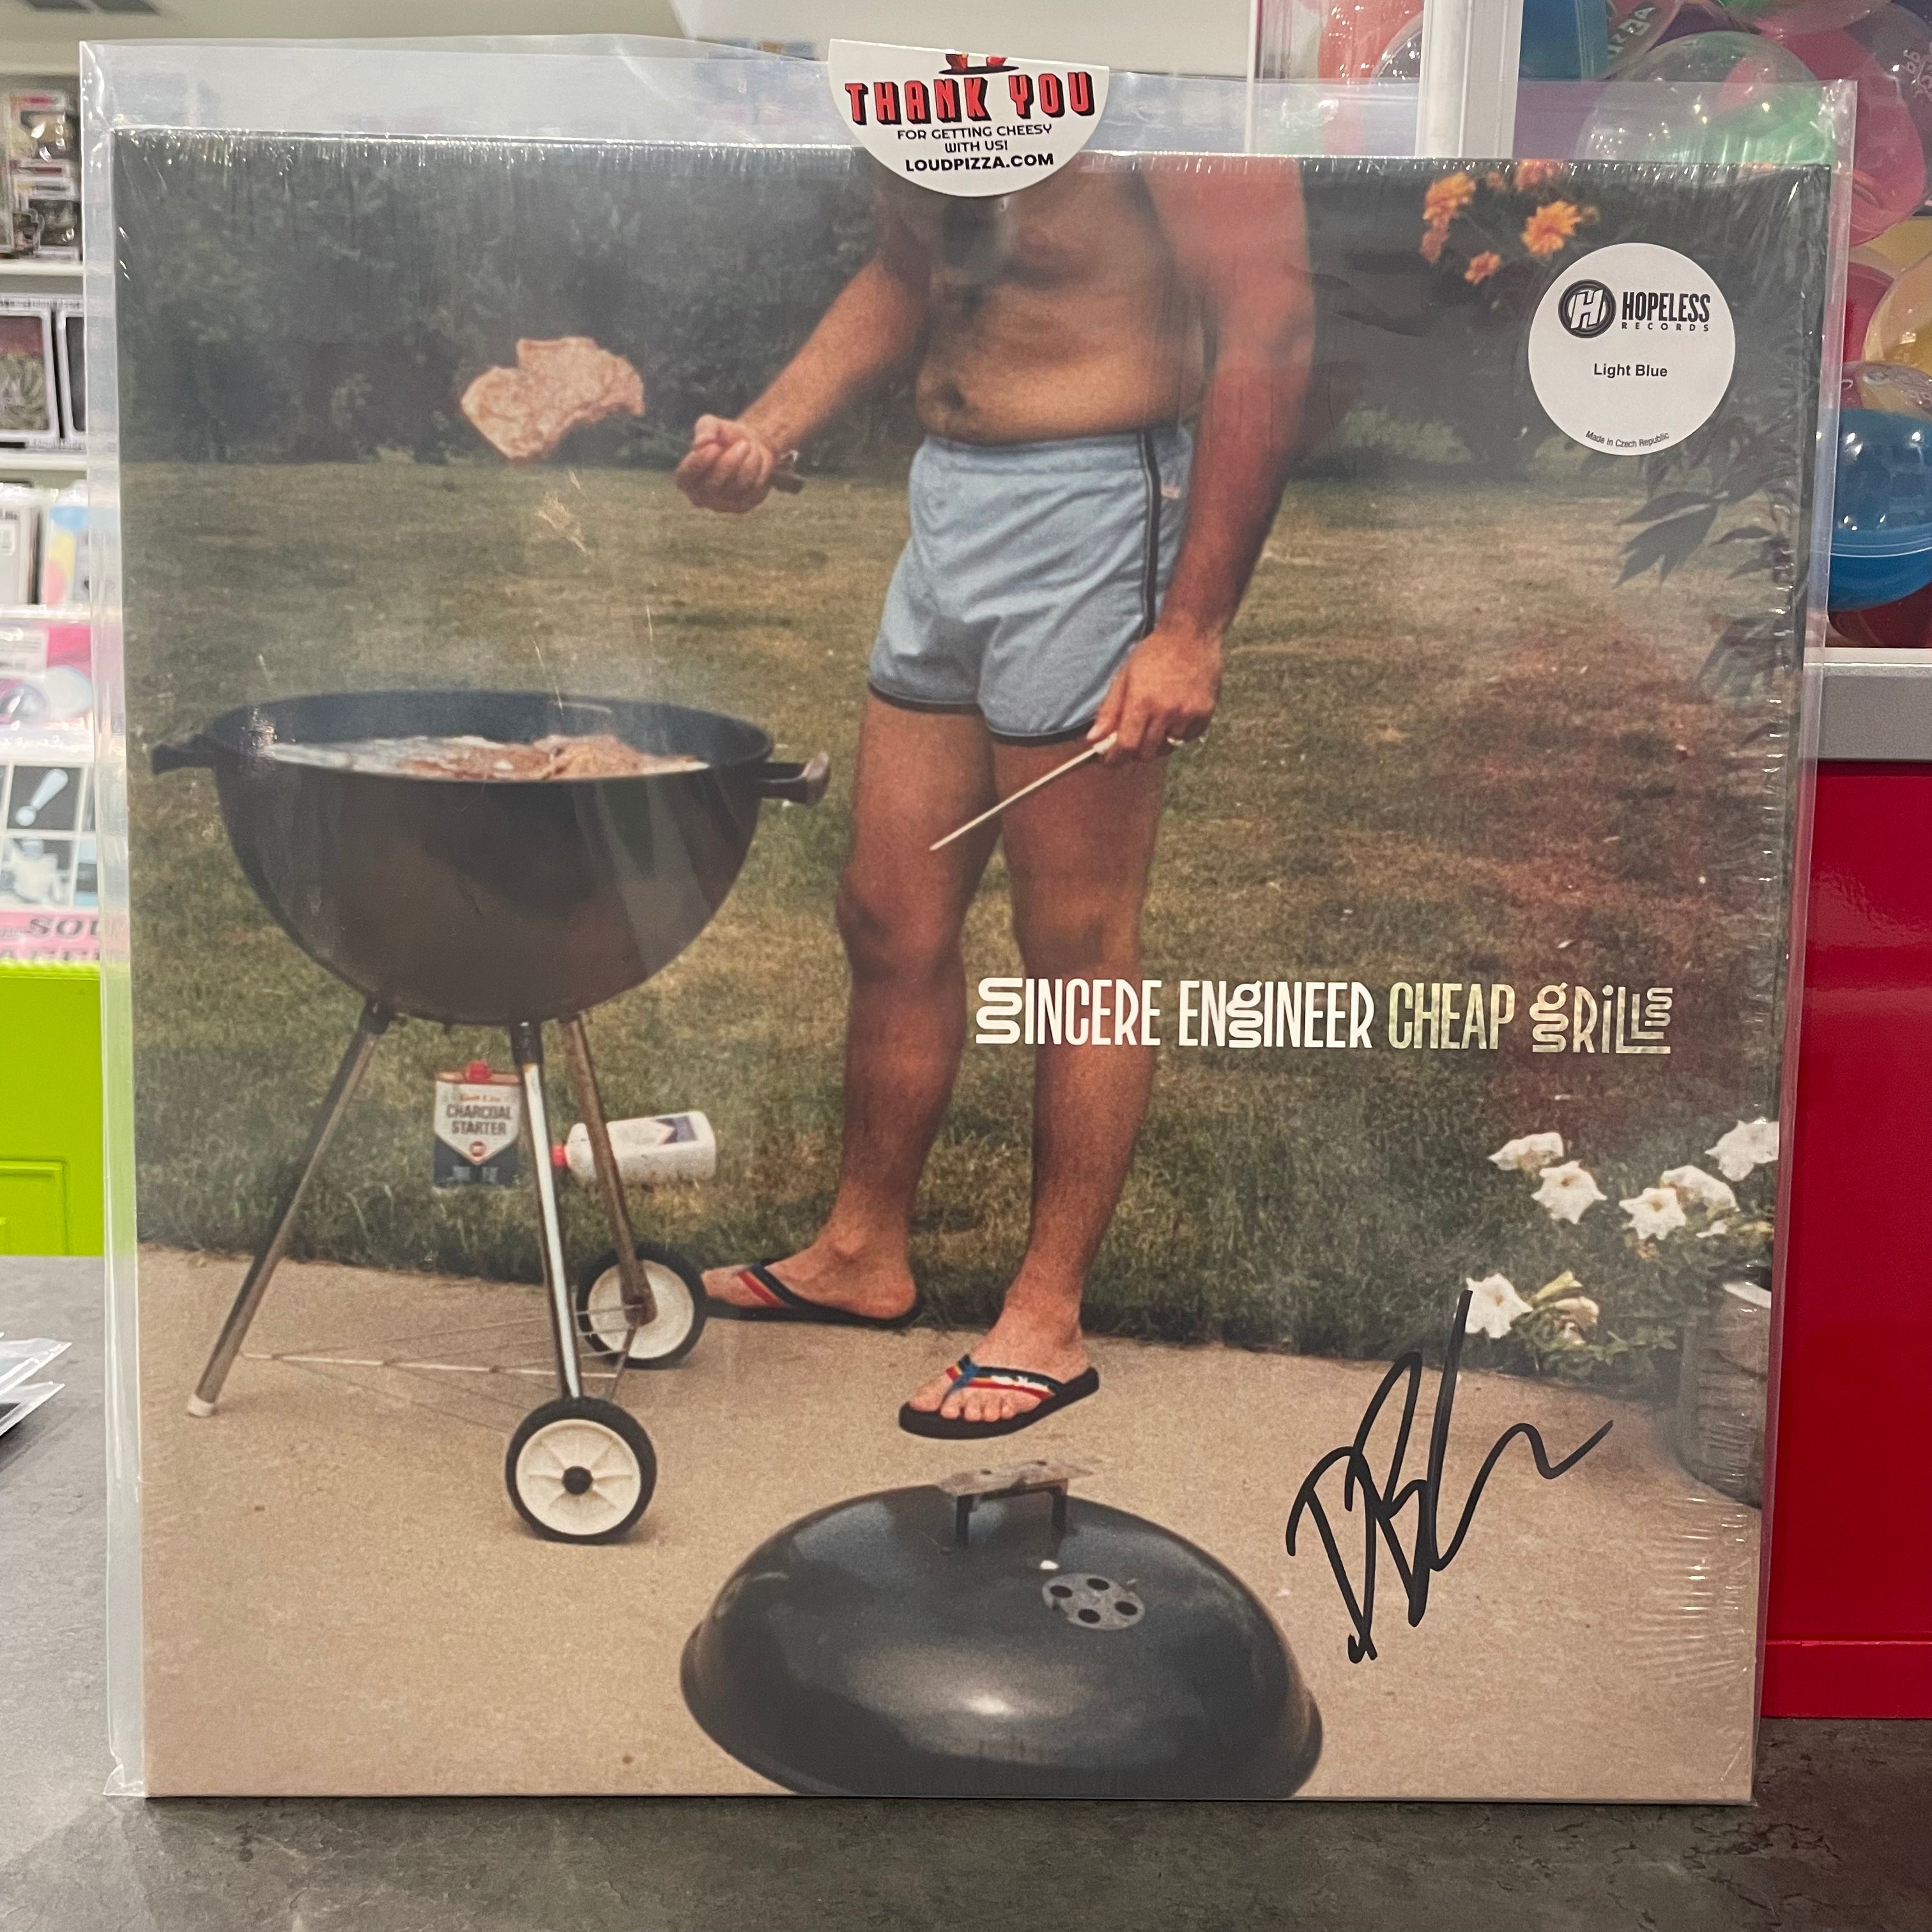 THANK YOU
FOR GETTING CHEESY
WITH US!
LOUDPIZZA.COM
H HOPELESS
RECORDS
Light Blue
Made in Czech Republic
SINCERE ENGINEER CHEAP GRILLS
CHARCOAL
STARTER